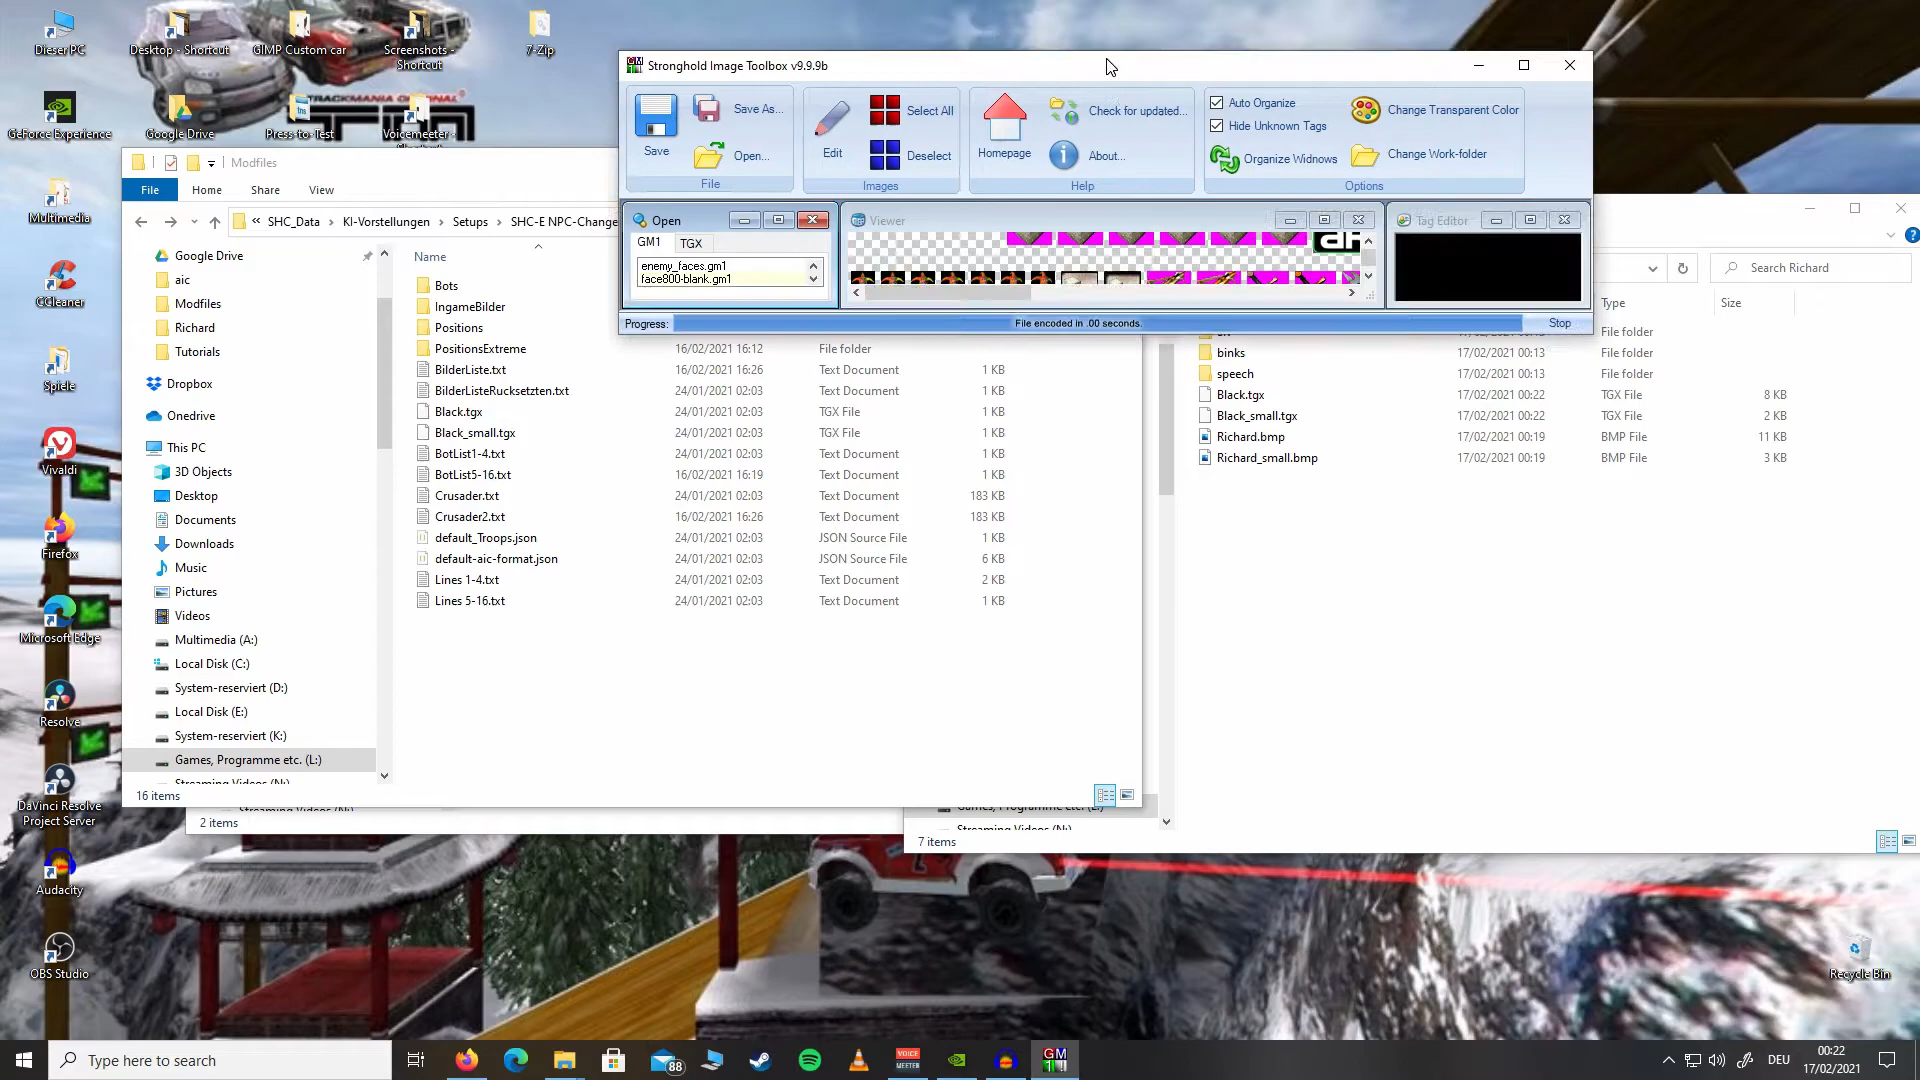 Dieser PC
Desktop - Shortcut
GIMP Custom car
Screenshots - Shortcut
7-Zip
GeForce Experience
Google Drive
Press-to-Test
Voicemeeter -
TRACKMANIA ORIGINAL
Multimedia
CCleaner
Spiele
Vivaldi
Firefox
Microsoft Edge
Resolve
DaVinci Resolve Project Server
Audacity
OBS Studio
Recycle Bin
Stronghold Image Toolbox v9.9.9b
Save
Save As...
Open...
File
Edit
Select All
Deselect
Images
Homepage
Check for updated...
About...
Help
Auto Organize
Hide Unknown Tags
Organize Widnows
Change Transparent Color
Change Work-folder
Options
Open
GM1
TGX
enemy_faces.gm1
face800-blank.gm1
Viewer
Tag Editor
Progress:
File encoded in .00 seconds.
Stop
Modfiles
File
Home
Share
View
« SHC_Data › KI-Vorstellungen › Setups › SHC-E NPC-Change
Google Drive
aic
Modfiles
Richard
Tutorials
Dropbox
Onedrive
This PC
3D Objects
Desktop
Documents
Downloads
Music
Pictures
Videos
Multimedia (A:)
Local Disk (C:)
System-reserviert (D:)
Local Disk (E:)
System-reserviert (K:)
Games, Programme etc. (L:)
Name
Bots
IngameBilder
Positions
PositionsExtreme 16/02/2021 16:12 File folder
BilderListe.txt 16/02/2021 16:26 Text Document 1 KB
BilderListeRucksetzten.txt 24/01/2021 02:03 Text Document 1 KB
Black.tgx 24/01/2021 02:03 TGX File 1 KB
Black_small.tgx 24/01/2021 02:03 TGX File 1 KB
BotList1-4.txt 24/01/2021 02:03 Text Document 1 KB
BotList5-16.txt 16/02/2021 16:19 Text Document 1 KB
Crusader.txt 24/01/2021 02:03 Text Document 183 KB
Crusader2.txt 16/02/2021 16:26 Text Document 183 KB
default_Troops.json 24/01/2021 02:03 JSON Source File 1 KB
default-aic-format.json 24/01/2021 02:03 JSON Source File 6 KB
Lines 1-4.txt 24/01/2021 02:03 Text Document 2 KB
Lines 5-16.txt 24/01/2021 02:03 Text Document 1 KB
16 items
2 items
Search Richard
Type
Size
File folder
binks 17/02/2021 00:13 File folder
speech 17/02/2021 00:13 File folder
Black.tgx 17/02/2021 00:22 TGX File 8 KB
Black_small.tgx 17/02/2021 00:22 TGX File 2 KB
Richard.bmp 17/02/2021 00:19 BMP File 11 KB
Richard_small.bmp 17/02/2021 00:19 BMP File 3 KB
7 items
Type here to search
88
VOICE MEETER
GM1
DEU
00:22
17/02/2021